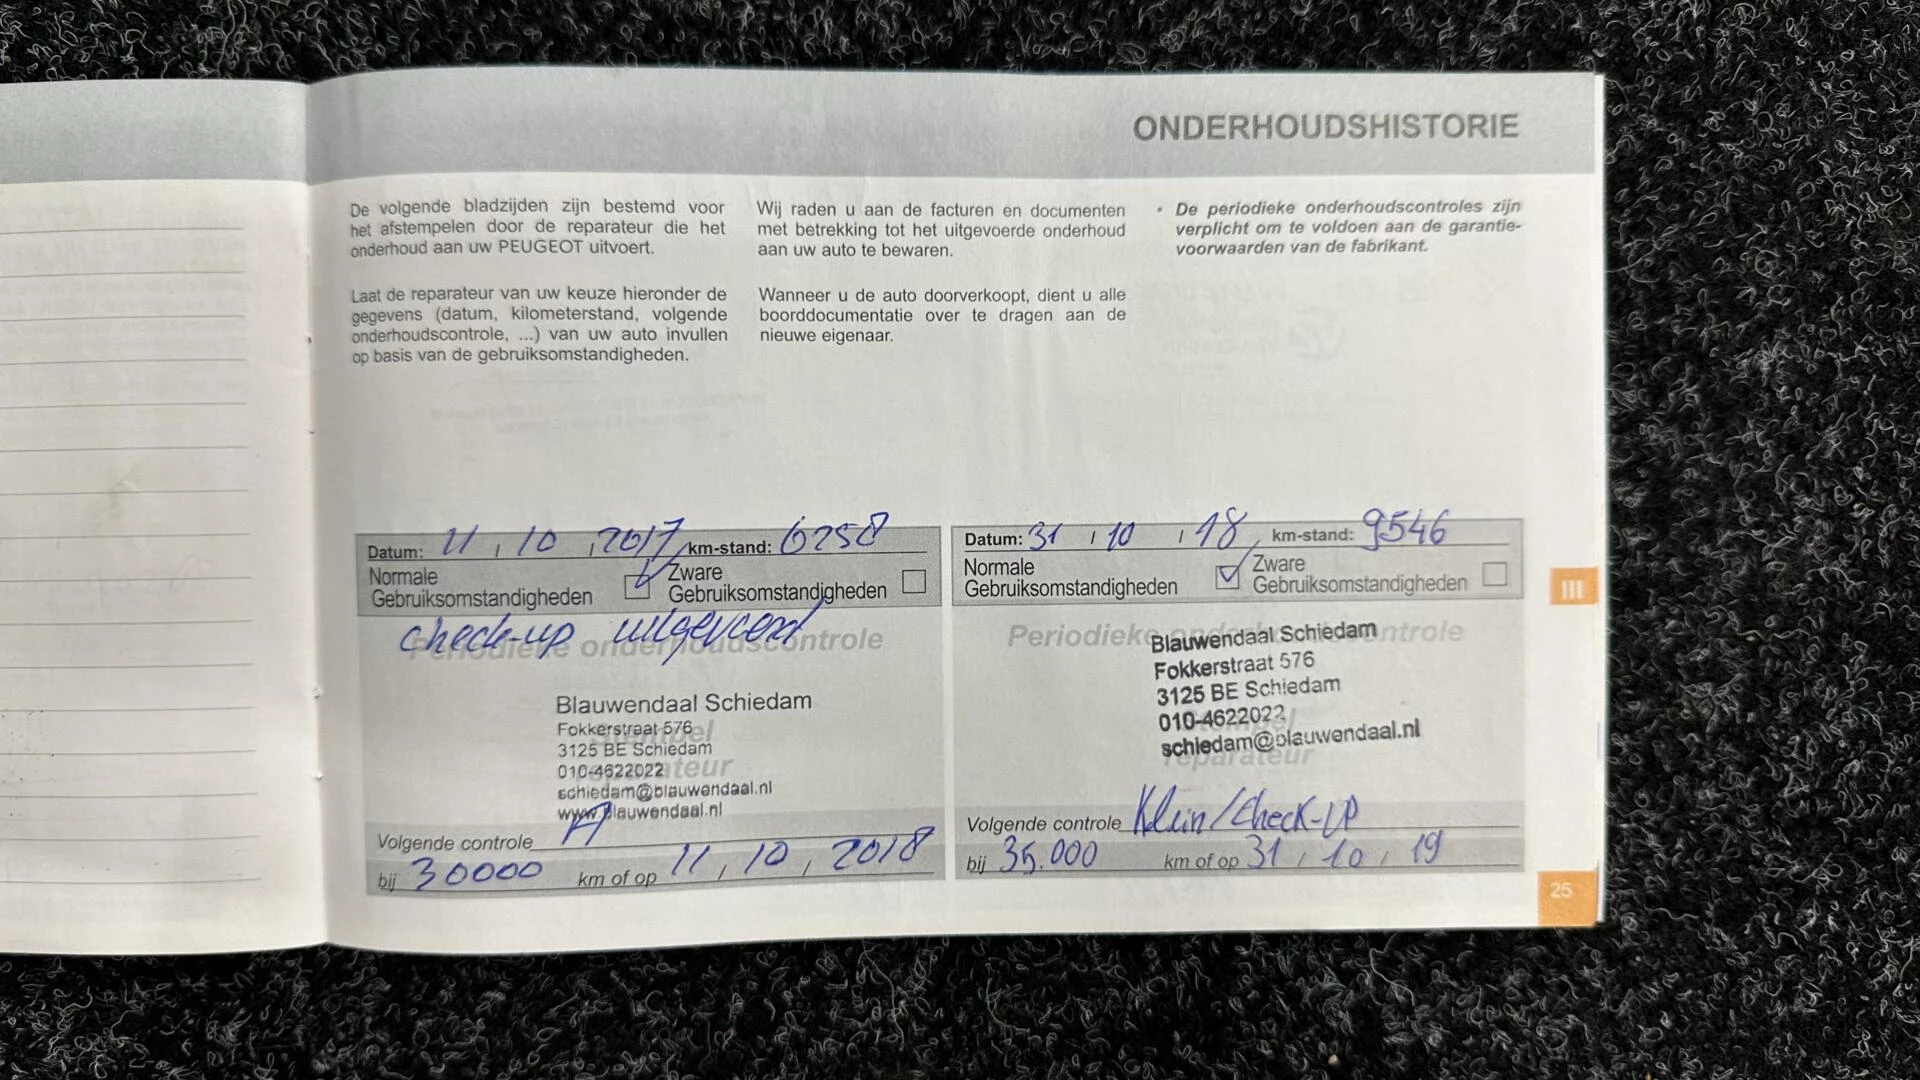 ONDERHOUDSHISTORIE
De volgende bladzijden zijn bestemd voor
het afstempelen door de reparateur die het
onderhoud aan uw PEUGEOT uitvoert.
Laat de reparateur van uw keuze hieronder de
gegevens (datum, kilometerstand, volgende
onderhoudscontrole, ...) van uw auto invullen
op basis van de gebruiksomstandigheden.
Wij raden u aan de facturen en documenten
met betrekking tot het uitgevoerde onderhoud
aan uw auto te bewaren.
Wanneer u de auto doorverkoopt, dient u alle
boorddocumentatie over te dragen aan de
nieuwe eigenaar.
• De periodieke onderhoudscontroles zijn
verplicht om te voldoen aan de garantie-
voorwaarden van de fabrikant.
Datum: 11 / 10 / 2017 km-stand: 6258
Normale
Gebruiksomstandigheden
Zware
Gebruiksomstandigheden
check-up uitgevoerd
Periodieke onderhoudscontrole
Blauwendaal Schiedam
Fokkerstraat 576
3125 BE Schiedam
010-4622022
schiedam@blauwendaal.nl
www.blauwendaal.nl
Stempel
reparateur
Volgende controle
bij 30000 km of op 11 / 10 / 2018
Datum: 31 / 10 / 18 km-stand: 9546
Normale
Gebruiksomstandigheden
Zware
Gebruiksomstandigheden
Periodieke onderhoudscontrole
Blauwendaal Schiedam
Fokkerstraat 576
3125 BE Schiedam
010-4622022
schiedam@blauwendaal.nl
Stempel
reparateur
Volgende controle Klein/Check-UP
bij 35.000 km of op 31 / 10 / 19
III
25